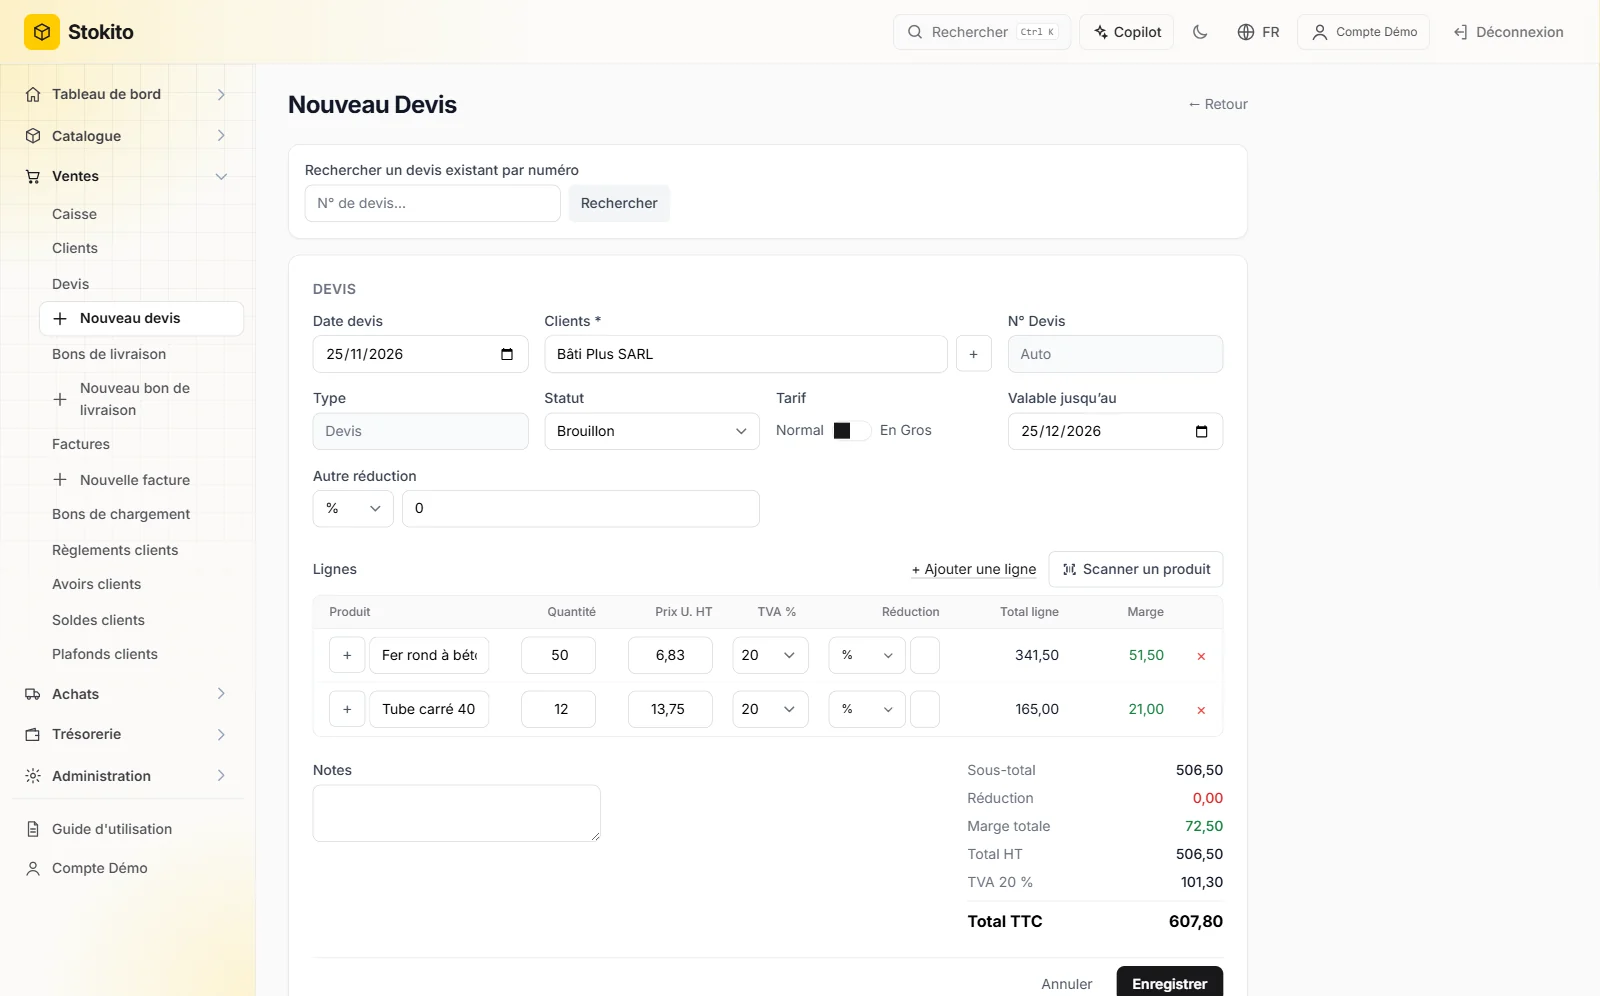 Stokito
Rechercher Ctrl K
Copilot
FR
Compte Démo
Déconnexion
Tableau de bord
Catalogue
Ventes
Caisse
Clients
Devis
Nouveau devis
Bons de livraison
Nouveau bon de
livraison
Factures
Nouvelle facture
Bons de chargement
Règlements clients
Avoirs clients
Soldes clients
Plafonds clients
Achats
Trésorerie
Administration
Guide d'utilisation
Compte Démo
Nouveau Devis
← Retour
Rechercher un devis existant par numéro
N° de devis...
Rechercher
DEVIS
Date devis
Clients *
N° Devis
25/11/2026
Bâti Plus SARL
+
Auto
Type
Statut
Tarif
Valable jusqu'au
Devis
Brouillon
Normal
En Gros
25/12/2026
Autre réduction
%
0
Lignes
+ Ajouter une ligne
Scanner un produit
Produit Quantité Prix U. HT TVA % Réduction Total ligne Marge
+ Fer rond à bét 50 6,83 20 % 341,50 51,50 ×
+ Tube carré 40 12 13,75 20 % 165,00 21,00 ×
Notes
Sous-total 506,50
Réduction 0,00
Marge totale 72,50
Total HT 506,50
TVA 20 % 101,30
Total TTC 607,80
Annuler
Enregistrer